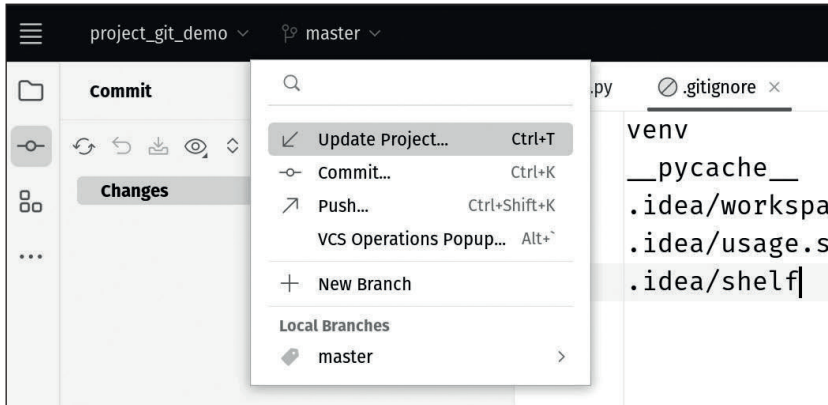 project_git_demo master
Commit
Changes
Update Project... Ctrl+T
Commit... Ctrl+K
Push... Ctrl+Shift+K
VCS Operations Popup... Alt+`
New Branch
Local Branches
master
.py .gitignore ×
venv
__pycache__
.idea/workspa
.idea/usage.s
.idea/shelf